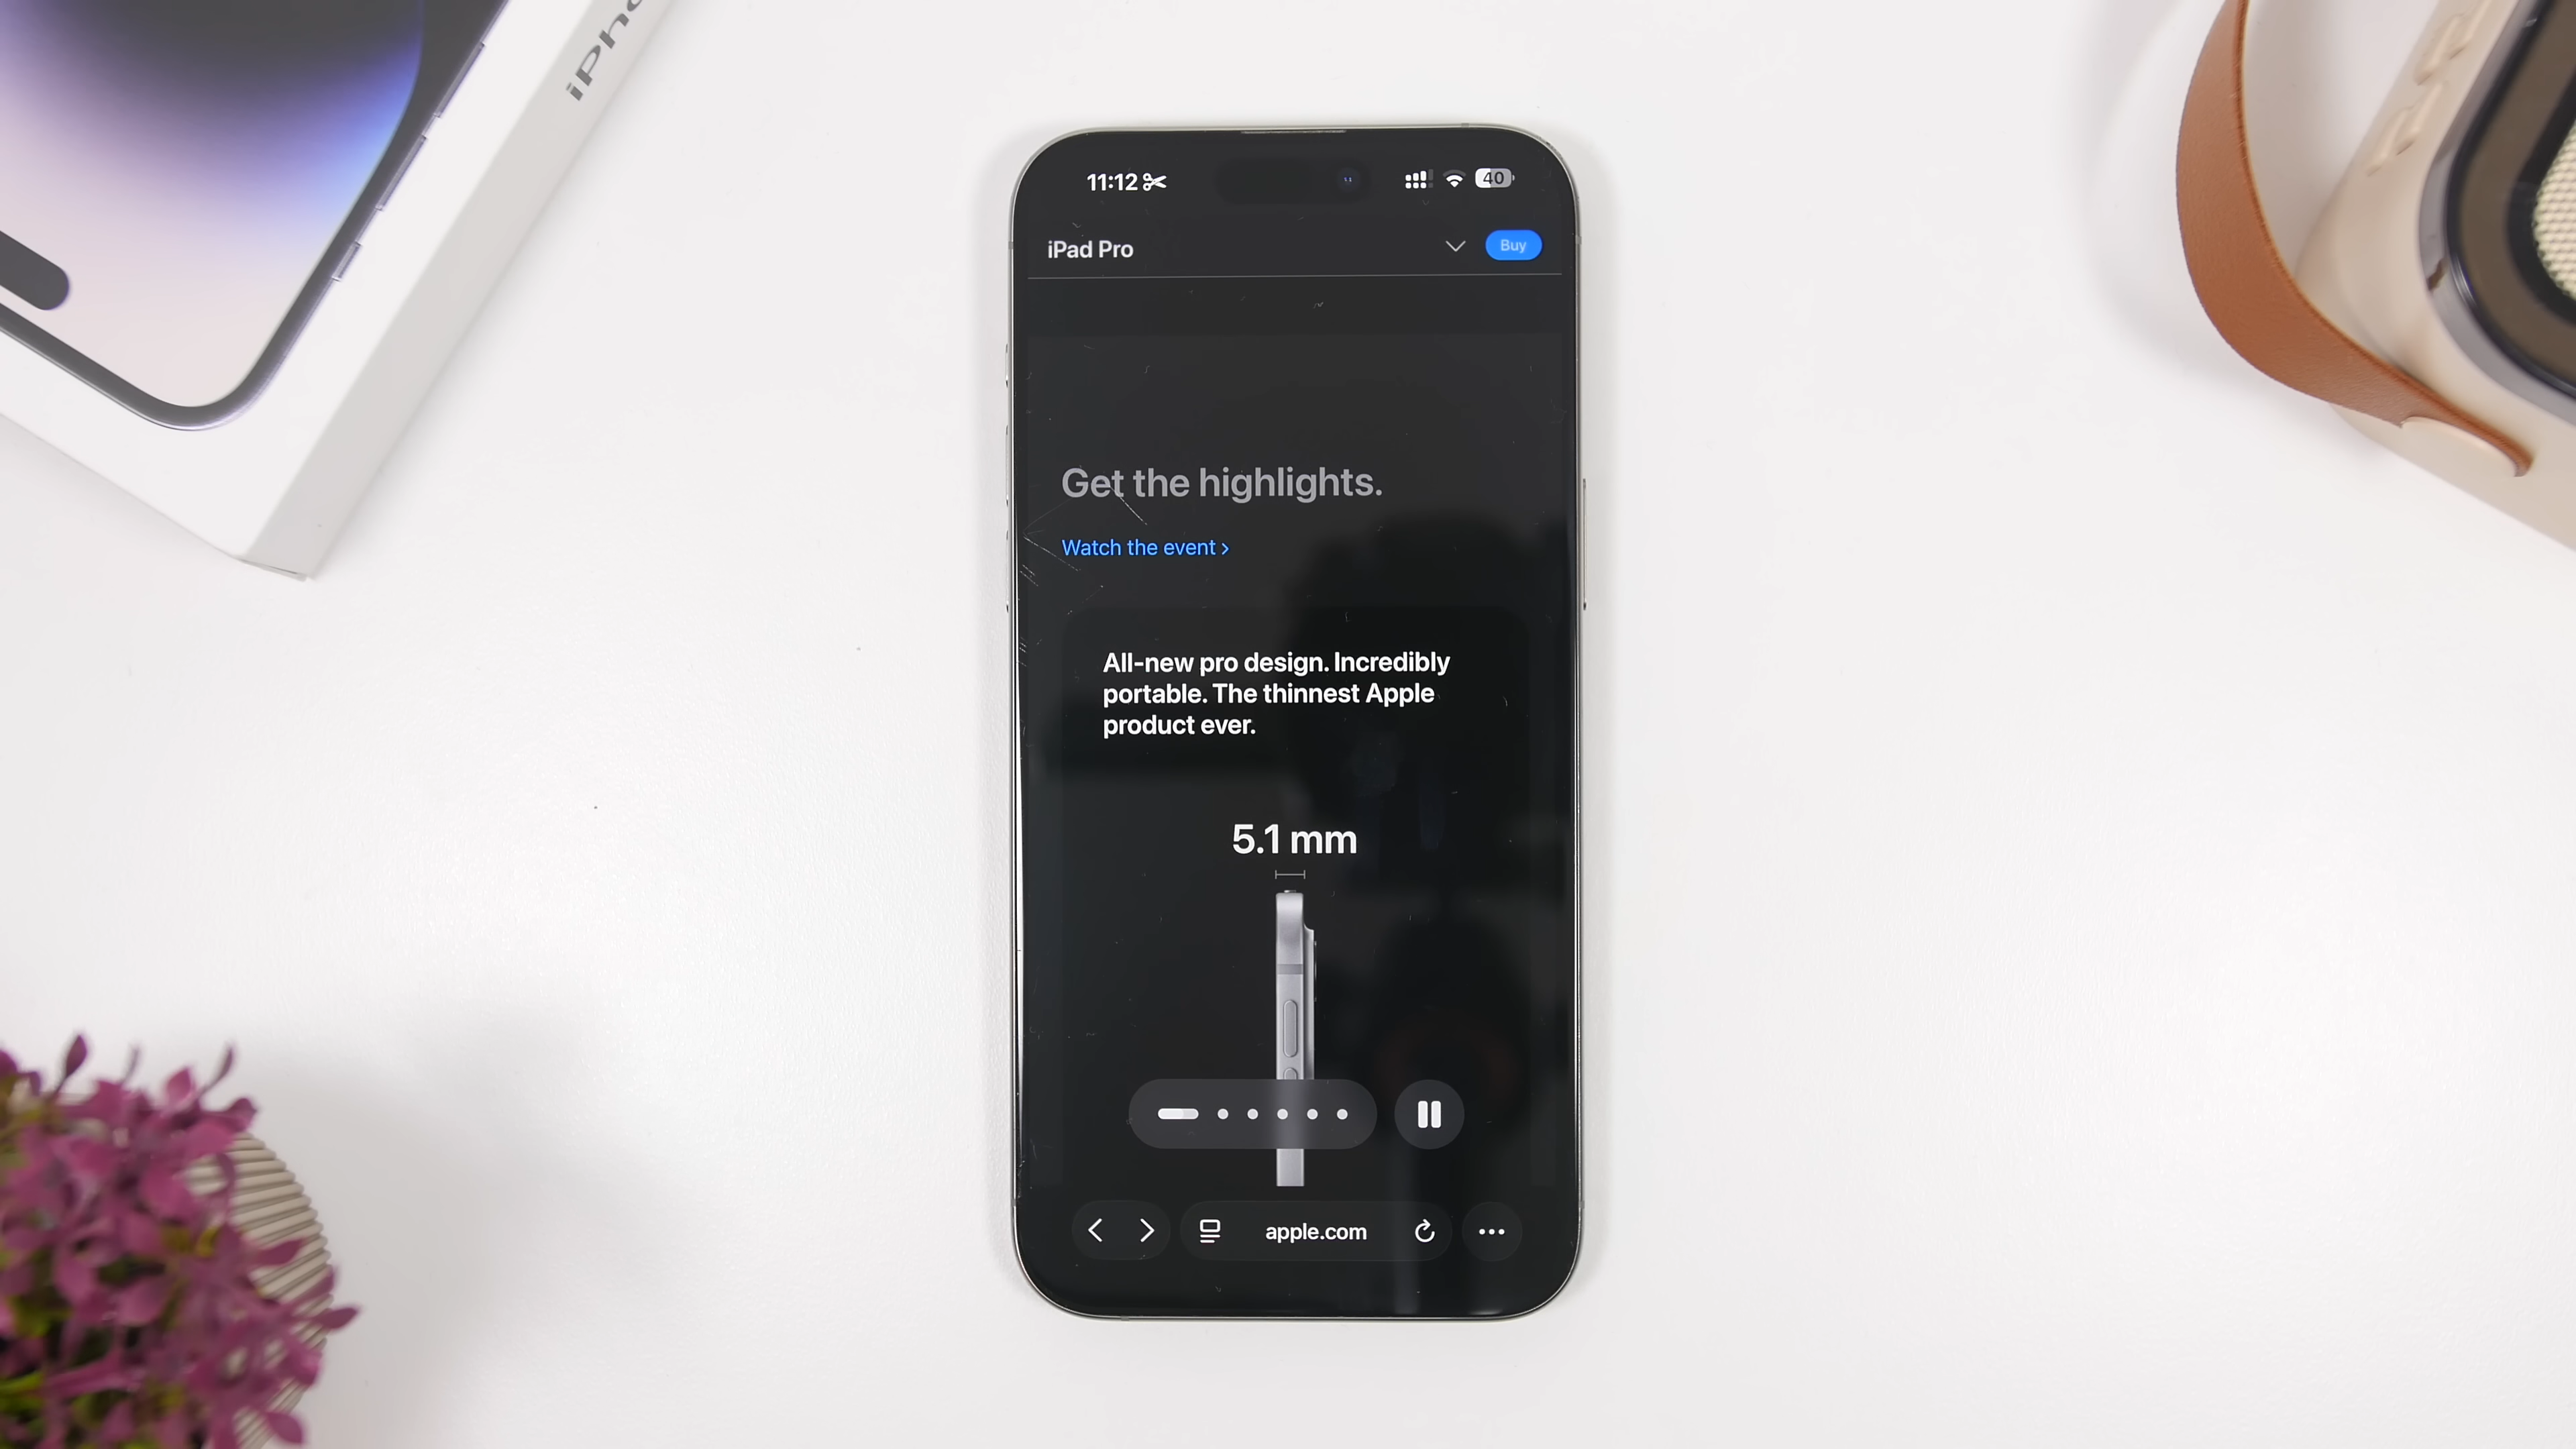 11:12
40
iPad Pro
Buy
Get the highlights.
Watch the event >
All-new pro design. Incredibly
portable. The thinnest Apple
product ever.
5.1 mm
apple.com